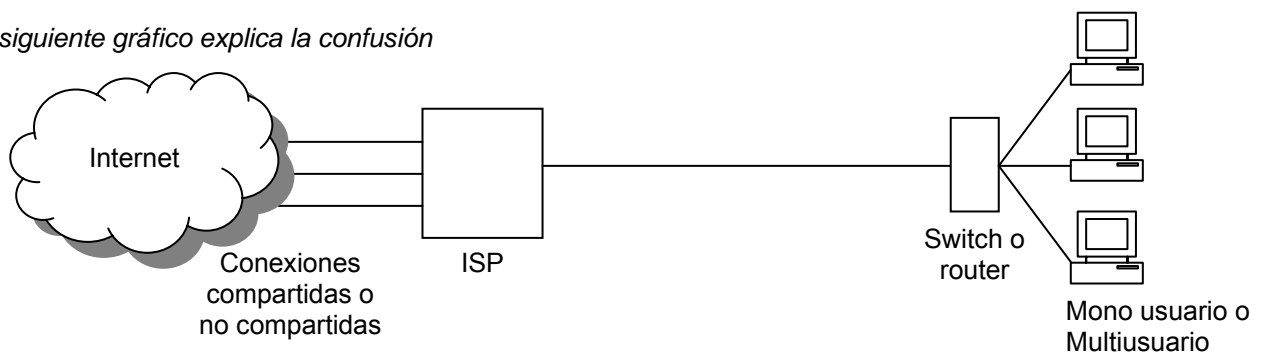 siguiente gráfico explica la confusión
Internet
Conexiones
compartidas o
no compartidas
ISP
Switch o
router
Mono usuario o
Multiusuario